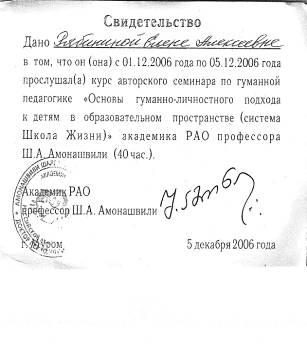 Свидетельство
Дано Рябининой Елене Алексеевне
в том, что он (она) с 01.12.2006 года по 05.12.2006 года
прослушал(а) курс авторского семинара по гуманной
педагогике «Основы гуманно-личностного подхода
к детям в образовательном пространстве (система
Школа Жизни)» академика РАО профессора
Ш.А. Амонашвили (40 час.).
Академик РАО
профессор Ш.А. Амонашвили
г. Муром 5 декабря 2006 года